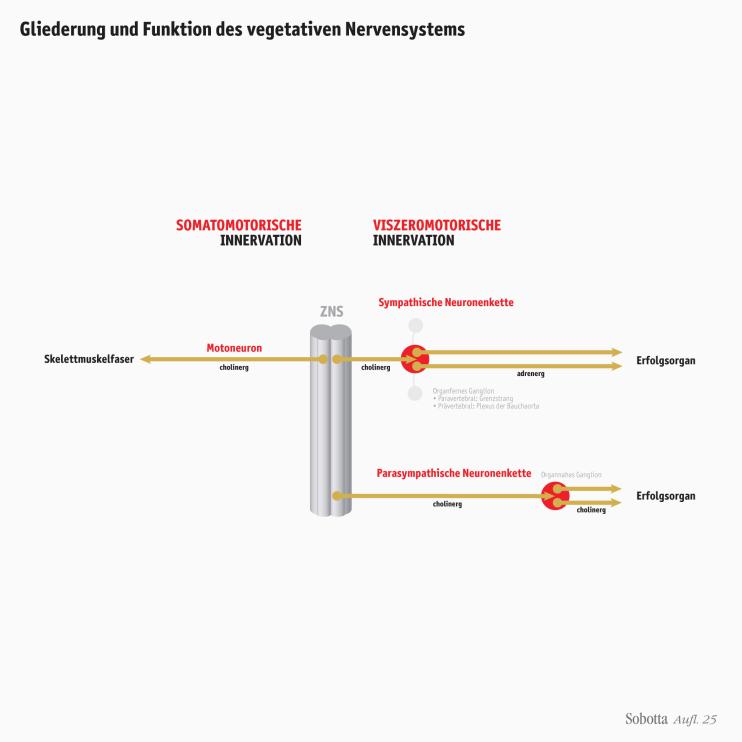 Gliederung und Funktion des vegetativen Nervensystems
SOMATOMOTORISCHE
INNERVATION
VISZEROMOTORISCHE
INNERVATION
ZNS
Sympathische Neuronenkette
Motoneuron
Skelettmuskelfaser
cholinerg
cholinerg
adrenerg
Erfolgsorgan
Organfernes Ganglion
• Paravertebral: Grenzstrang
• Prävertebral: Plexus der Bauchaorta
Parasympathische Neuronenkette
Organnahes Ganglion
cholinerg
cholinerg
Erfolgsorgan
Sobotta Aufl. 25